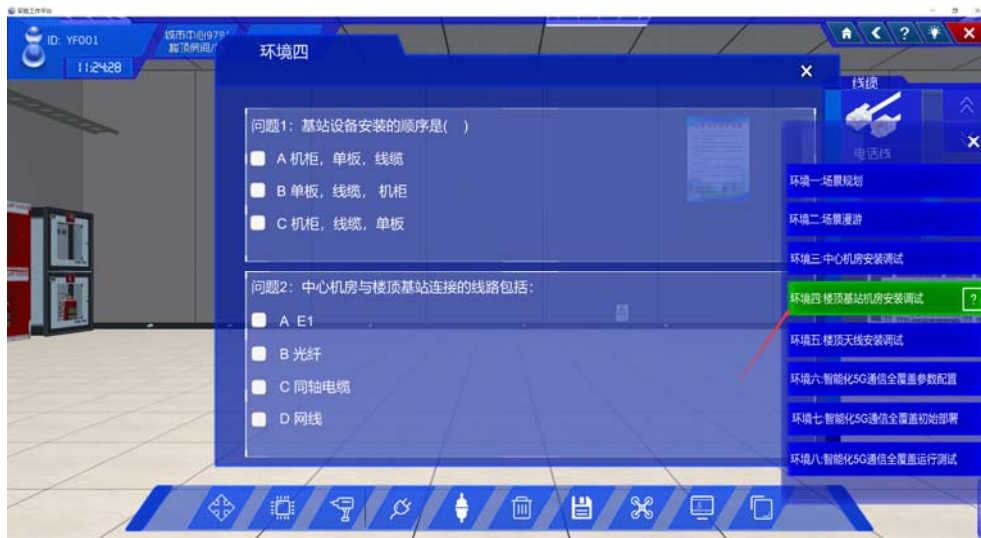 实验工作平台
ID: YF001
11:24:28
环境四
问题1：基站设备安装的顺序是( )
A 机柜，单板，线缆
B 单板，线缆， 机柜
C 机柜，线缆，单板
问题2：中心机房与楼顶基站连接的线路包括：
A E1
B 光纤
C 同轴电缆
D 网线
线缆
电话线
环境一:场景规划
环境二:场景漫游
环境三:中心机房安装调试
环境四:楼顶基站机房安装调试
?
环境五:楼顶天线安装调试
环境六:智能化5G通信全覆盖参数配置
环境七:智能化5G通信全覆盖初始部署
环境八:智能化5G通信全覆盖运行测试